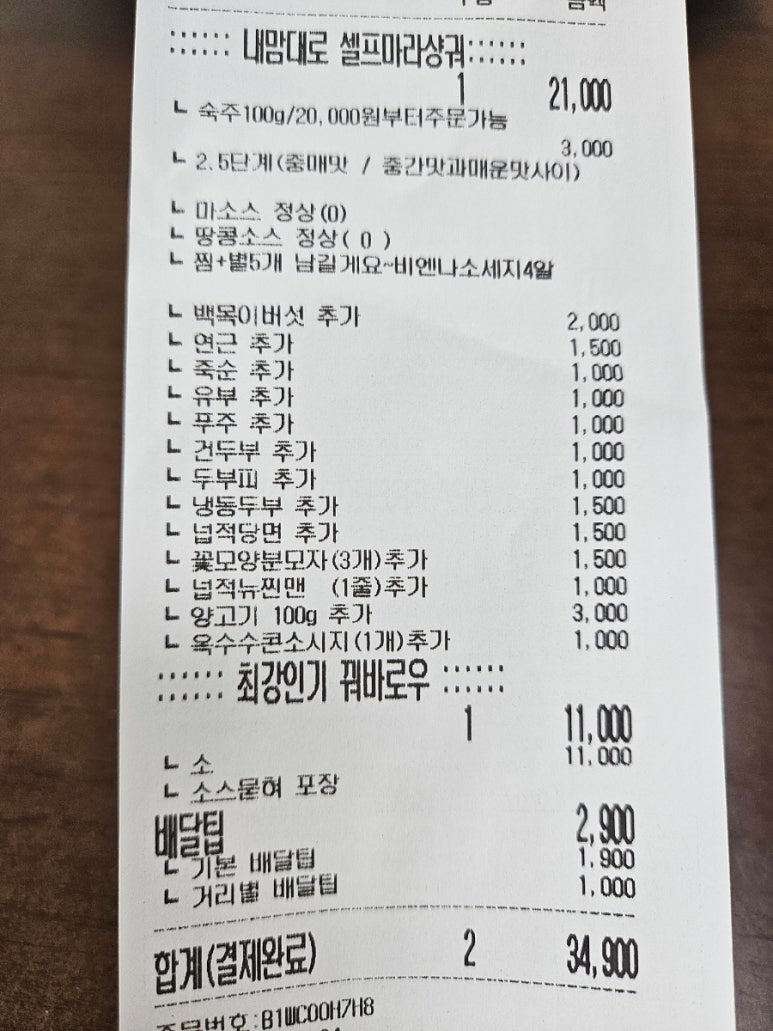 금액
:::::: 내맘대로 셀프마라샹궈::::::
1 21,000
ㄴ 숙주100g/20,000원부터주문가능
3,000
ㄴ 2.5단계(중매맛 / 중간맛과매운맛사이)
ㄴ 마소스 정상(0)
ㄴ 땅콩소스 정상( 0 )
ㄴ 찜+별5개 남길게요~비엔나소세지4알
ㄴ 백목이버섯 추가 2,000
ㄴ 연근 추가 1,500
ㄴ 죽순 추가 1,000
ㄴ 유부 추가 1,000
ㄴ 푸주 추가 1,000
ㄴ 건두부 추가 1,000
ㄴ 두부피 추가 1,000
ㄴ 냉동두부 추가 1,500
ㄴ 넙적당면 추가 1,500
ㄴ 꽃모양분모자(3개)추가 1,500
ㄴ 넙적뉴찐맨 (1줄)추가 1,000
ㄴ 양고기 100g 추가 3,000
ㄴ 옥수수콘소시지(1개)추가 1,000
:::::: 최강인기 꿔바로우 ::::::
1 11,000
ㄴ 소 11,000
ㄴ 소스묻혀 포장
배달팁 2,900
ㄴ 기본 배달팁 1,900
ㄴ 거리별 배달팁 1,000
합계(결제완료) 2 34,900
주문번호:B1WC00H7H8